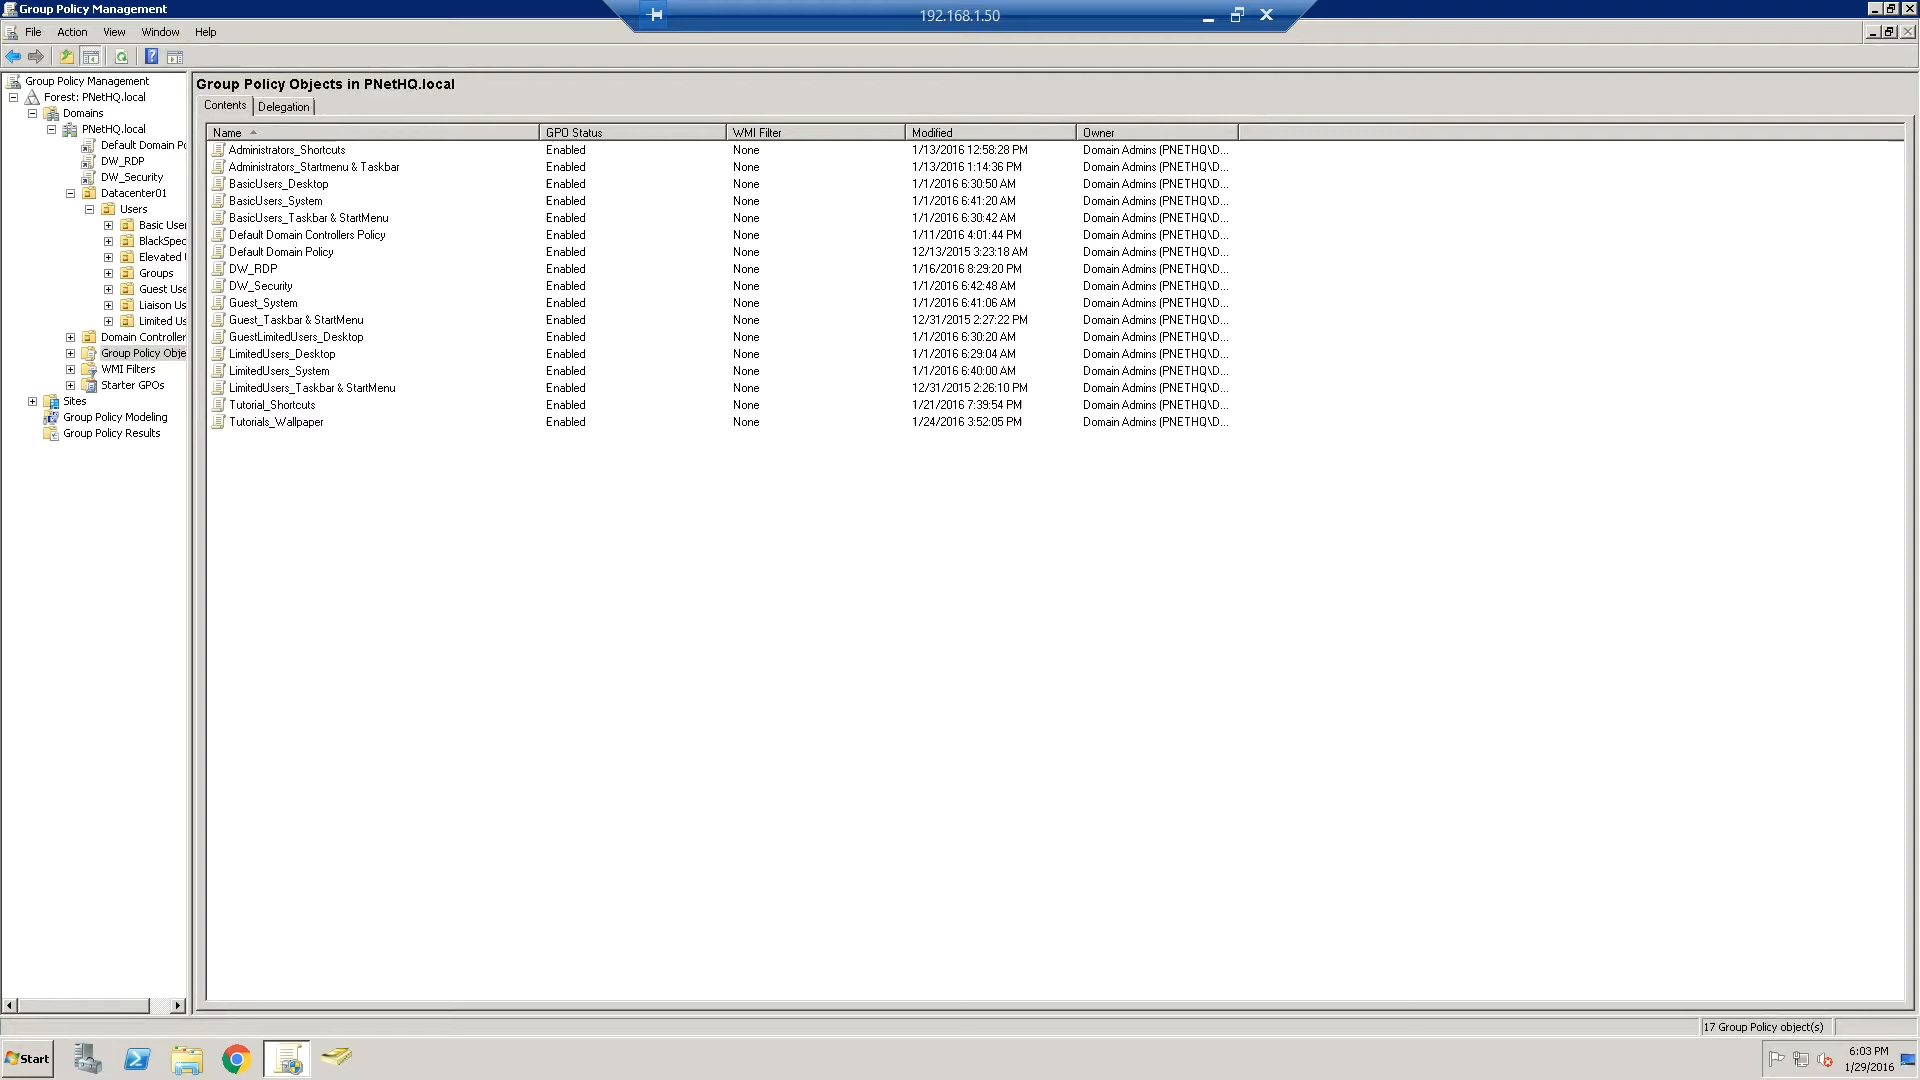 Group Policy Management
192.168.1.50
File Action View Window Help
Group Policy Management
Forest: PNetHQ.local
Domains
PNetHQ.local
Default Domain Po
DW_RDP
DW_Security
Datacenter01
Users
Basic User
BlackSpec
Elevated
Groups
Guest Use
Liaison Us
Limited Us
Domain Controller
Group Policy Obje
WMI Filters
Starter GPOs
Sites
Group Policy Modeling
Group Policy Results
Group Policy Objects in PNetHQ.local
Contents Delegation
Name GPO Status WMI Filter Modified Owner
Administrators_Shortcuts Enabled None 1/13/2016 12:58:28 PM Domain Admins (PNETHQ\D...
Administrators_Startmenu & Taskbar Enabled None 1/13/2016 1:14:36 PM Domain Admins (PNETHQ\D...
BasicUsers_Desktop Enabled None 1/1/2016 6:30:50 AM Domain Admins (PNETHQ\D...
BasicUsers_System Enabled None 1/1/2016 6:41:20 AM Domain Admins (PNETHQ\D...
BasicUsers_Taskbar & StartMenu Enabled None 1/1/2016 6:30:42 AM Domain Admins (PNETHQ\D...
Default Domain Controllers Policy Enabled None 1/11/2016 4:01:44 PM Domain Admins (PNETHQ\D...
Default Domain Policy Enabled None 12/13/2015 3:23:18 AM Domain Admins (PNETHQ\D...
DW_RDP Enabled None 1/16/2016 8:29:20 PM Domain Admins (PNETHQ\D...
DW_Security Enabled None 1/1/2016 6:42:48 AM Domain Admins (PNETHQ\D...
Guest_System Enabled None 1/1/2016 6:41:06 AM Domain Admins (PNETHQ\D...
Guest_Taskbar & StartMenu Enabled None 12/31/2015 2:27:22 PM Domain Admins (PNETHQ\D...
GuestLimitedUsers_Desktop Enabled None 1/1/2016 6:30:20 AM Domain Admins (PNETHQ\D...
LimitedUsers_Desktop Enabled None 1/1/2016 6:29:04 AM Domain Admins (PNETHQ\D...
LimitedUsers_System Enabled None 1/1/2016 6:40:00 AM Domain Admins (PNETHQ\D...
LimitedUsers_Taskbar & StartMenu Enabled None 12/31/2015 2:26:10 PM Domain Admins (PNETHQ\D...
Tutorial_Shortcuts Enabled None 1/21/2016 7:39:54 PM Domain Admins (PNETHQ\D...
Tutorials_Wallpaper Enabled None 1/24/2016 3:52:05 PM Domain Admins (PNETHQ\D...
17 Group Policy object(s)
Start
6:03 PM
1/29/2016